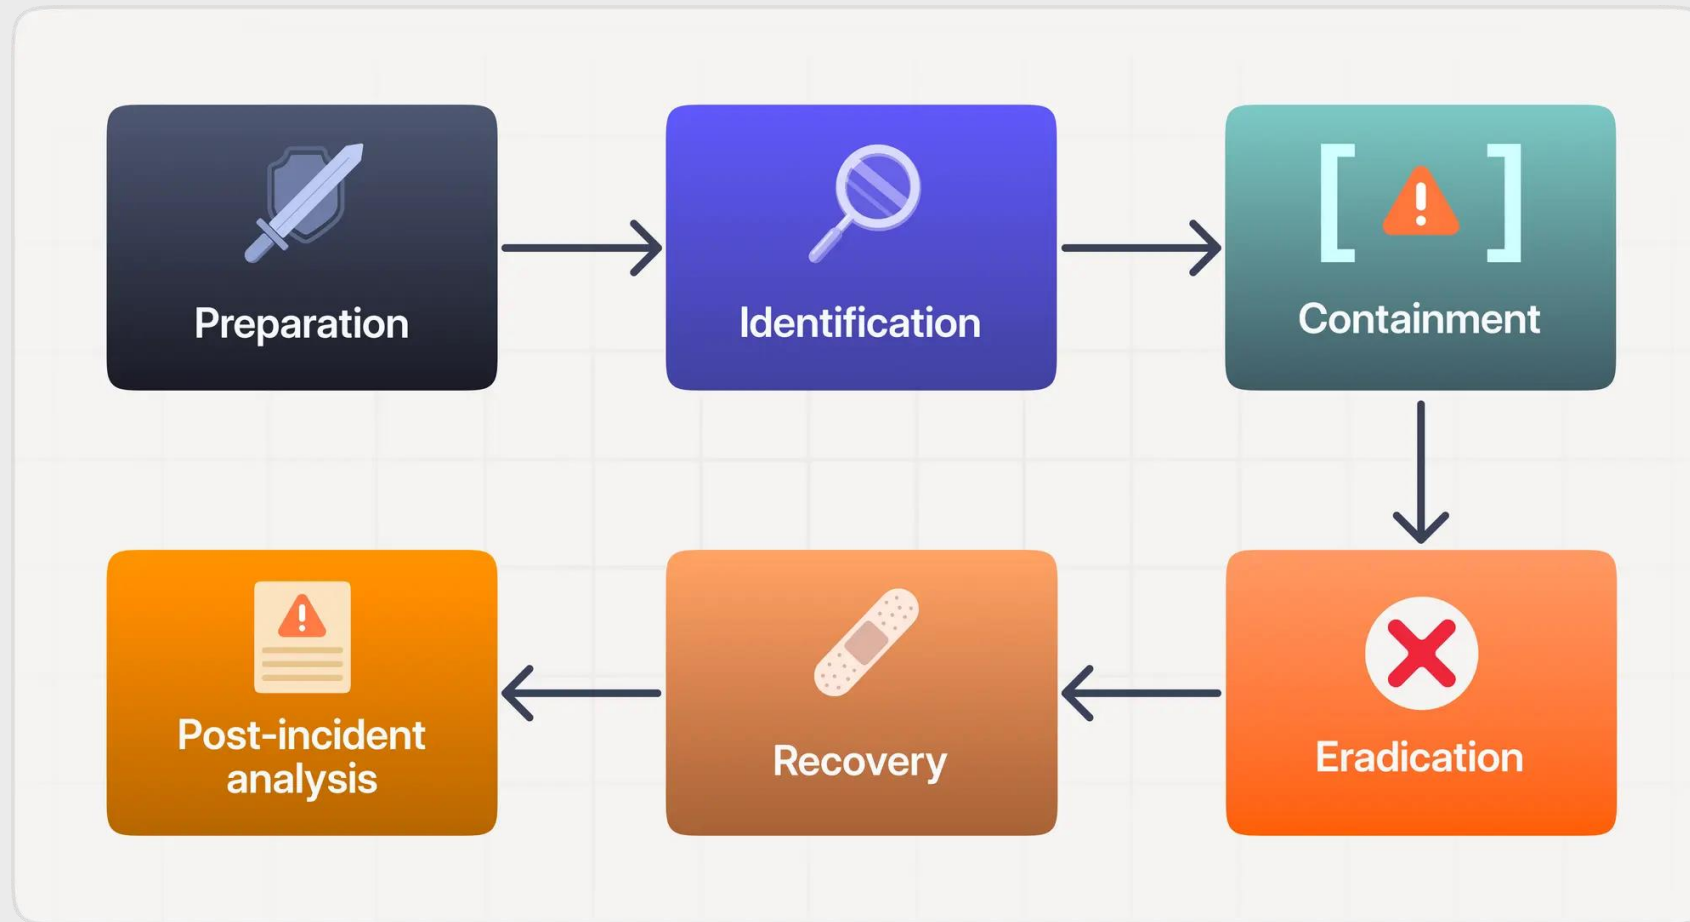 Preparation
Identification
Containment
Eradication
Recovery
Post-incident
analysis